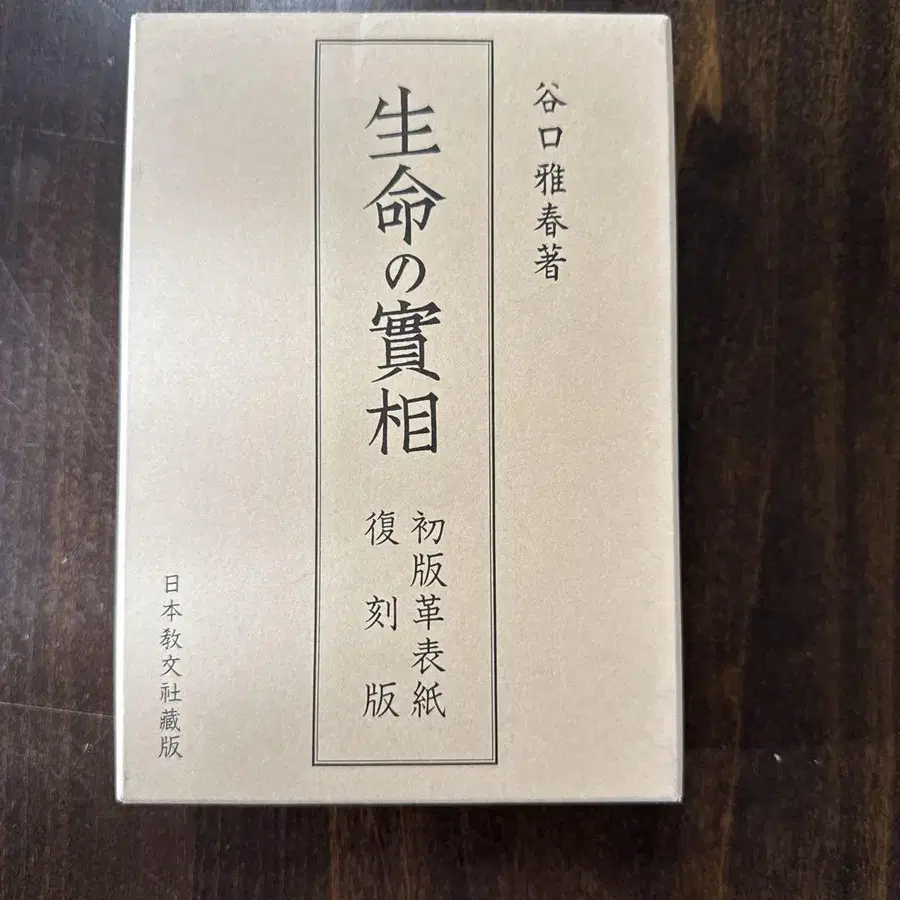 谷口雅春著
生命の實相
初版革表紙
復刻版
日本教文社藏版